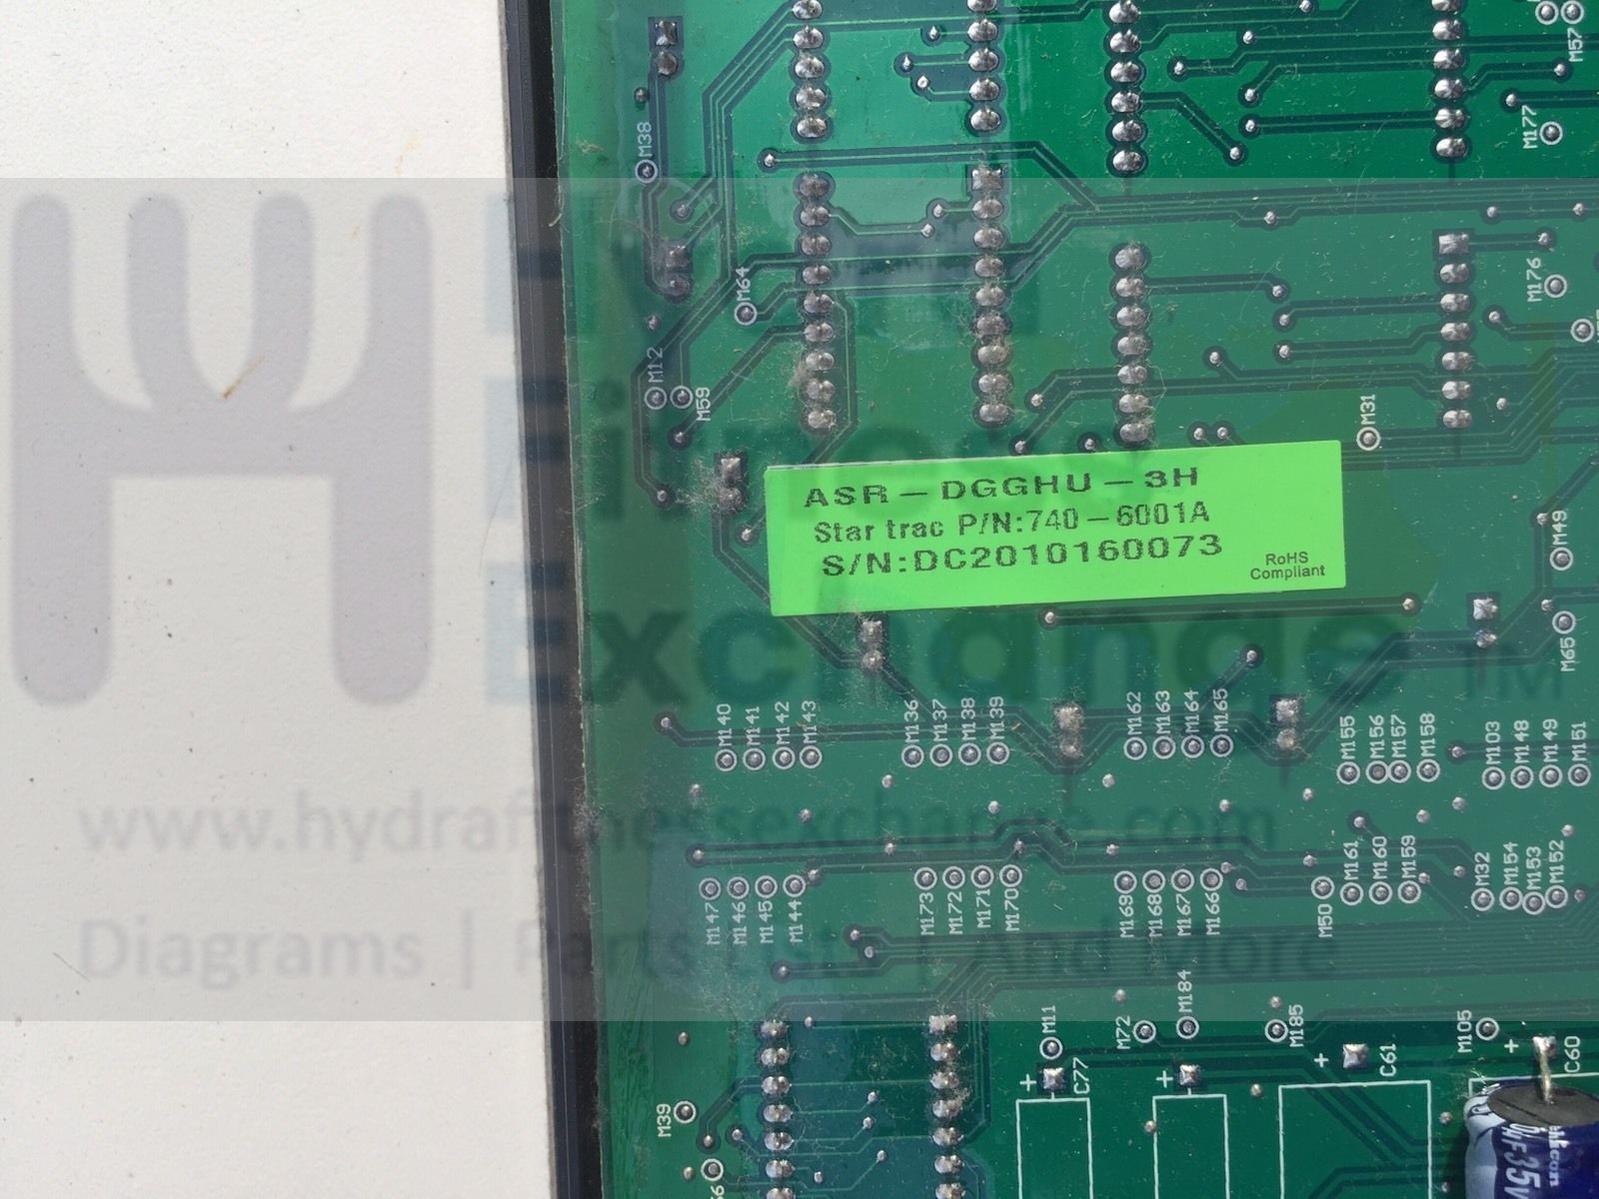 M57
M38
M177
M64
M176
M12
M59
M31
Hydra
Fitness
Exchange TM
ASR – DGGHU – 3H
Star trac P/N:740–6001A
S/N:DC2010160073
RoHS
Compliant
M49
M65
M140 M141 M142 M143 M136 M137 M138 M139 M162 M163 M164 M165 M155 M156 M157 M158 M103 M148 M149 M151
www.hydrafitnessexchange.com
M147 M146 M145 M144 M173 M172 M171 M170 M169 M168 M167 M166 M50 M161 M160 M159 M32 M154 M153 M152
Diagrams | Parts List | And More
M11 M72 M184 M185 M105
+ C77 + + C61 + C60
M39